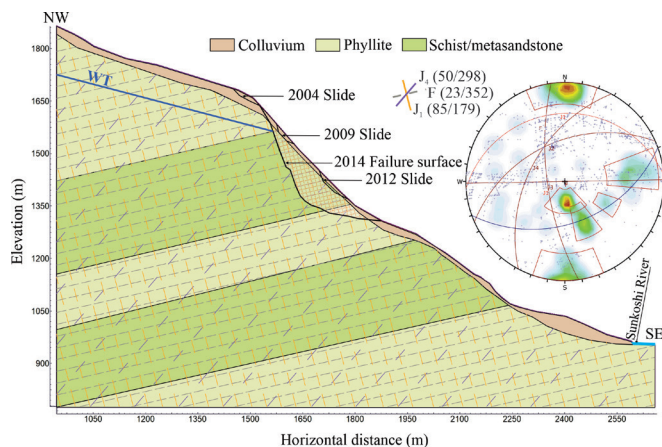 NW
Colluvium Phyllite Schist/metasandstone
J4 (50/298)
F (23/352)
J1 (85/179)
WT
2004 Slide
2009 Slide
2014 Failure surface
2012 Slide
N
W
S
Elevation (m)
1800
1650
1500
1350
1200
1050
900
Sunkoshi River
SE
1050 1200 1350 1500 1650 1800 1950 2100 2250 2400 2550
Horizontal distance (m)